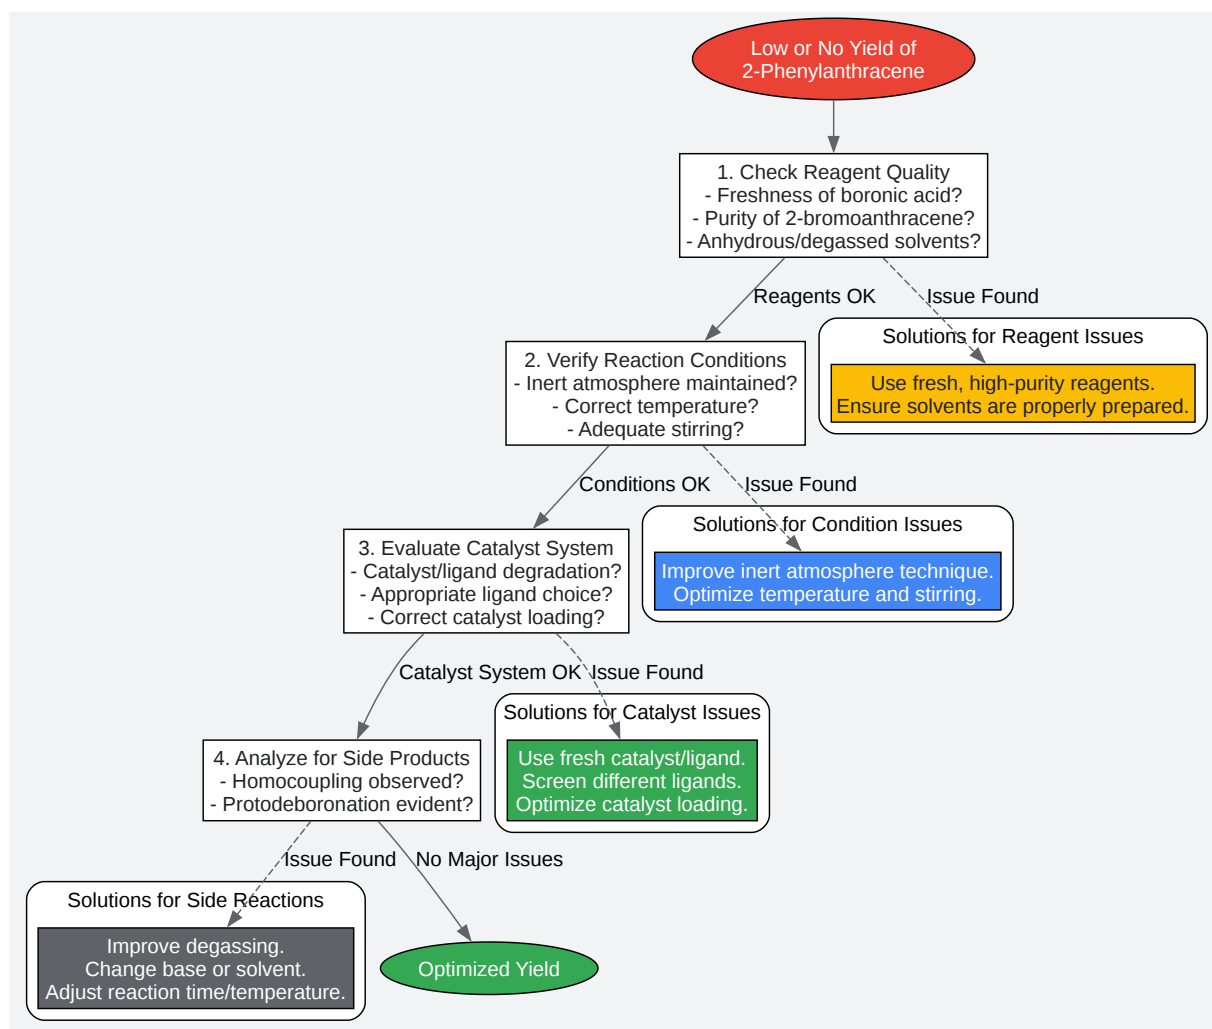 Low or No Yield of
2-Phenylanthracene
1. Check Reagent Quality
- Freshness of boronic acid?
- Purity of 2-bromoanthracene?
- Anhydrous/degassed solvents?
Reagents OK
Issue Found
Solutions for Reagent Issues
Use fresh, high-purity reagents.
Ensure solvents are properly prepared.
2. Verify Reaction Conditions
- Inert atmosphere maintained?
- Correct temperature?
- Adequate stirring?
Conditions OK
Issue Found
Solutions for Condition Issues
Improve inert atmosphere technique.
Optimize temperature and stirring.
3. Evaluate Catalyst System
- Catalyst/ligand degradation?
- Appropriate ligand choice?
- Correct catalyst loading?
Catalyst System OK
Issue Found
Solutions for Catalyst Issues
Use fresh catalyst/ligand.
Screen different ligands.
Optimize catalyst loading.
4. Analyze for Side Products
- Homocoupling observed?
- Protodeboronation evident?
Issue Found
No Major Issues
Solutions for Side Reactions
Improve degassing.
Change base or solvent.
Adjust reaction time/temperature.
Optimized Yield